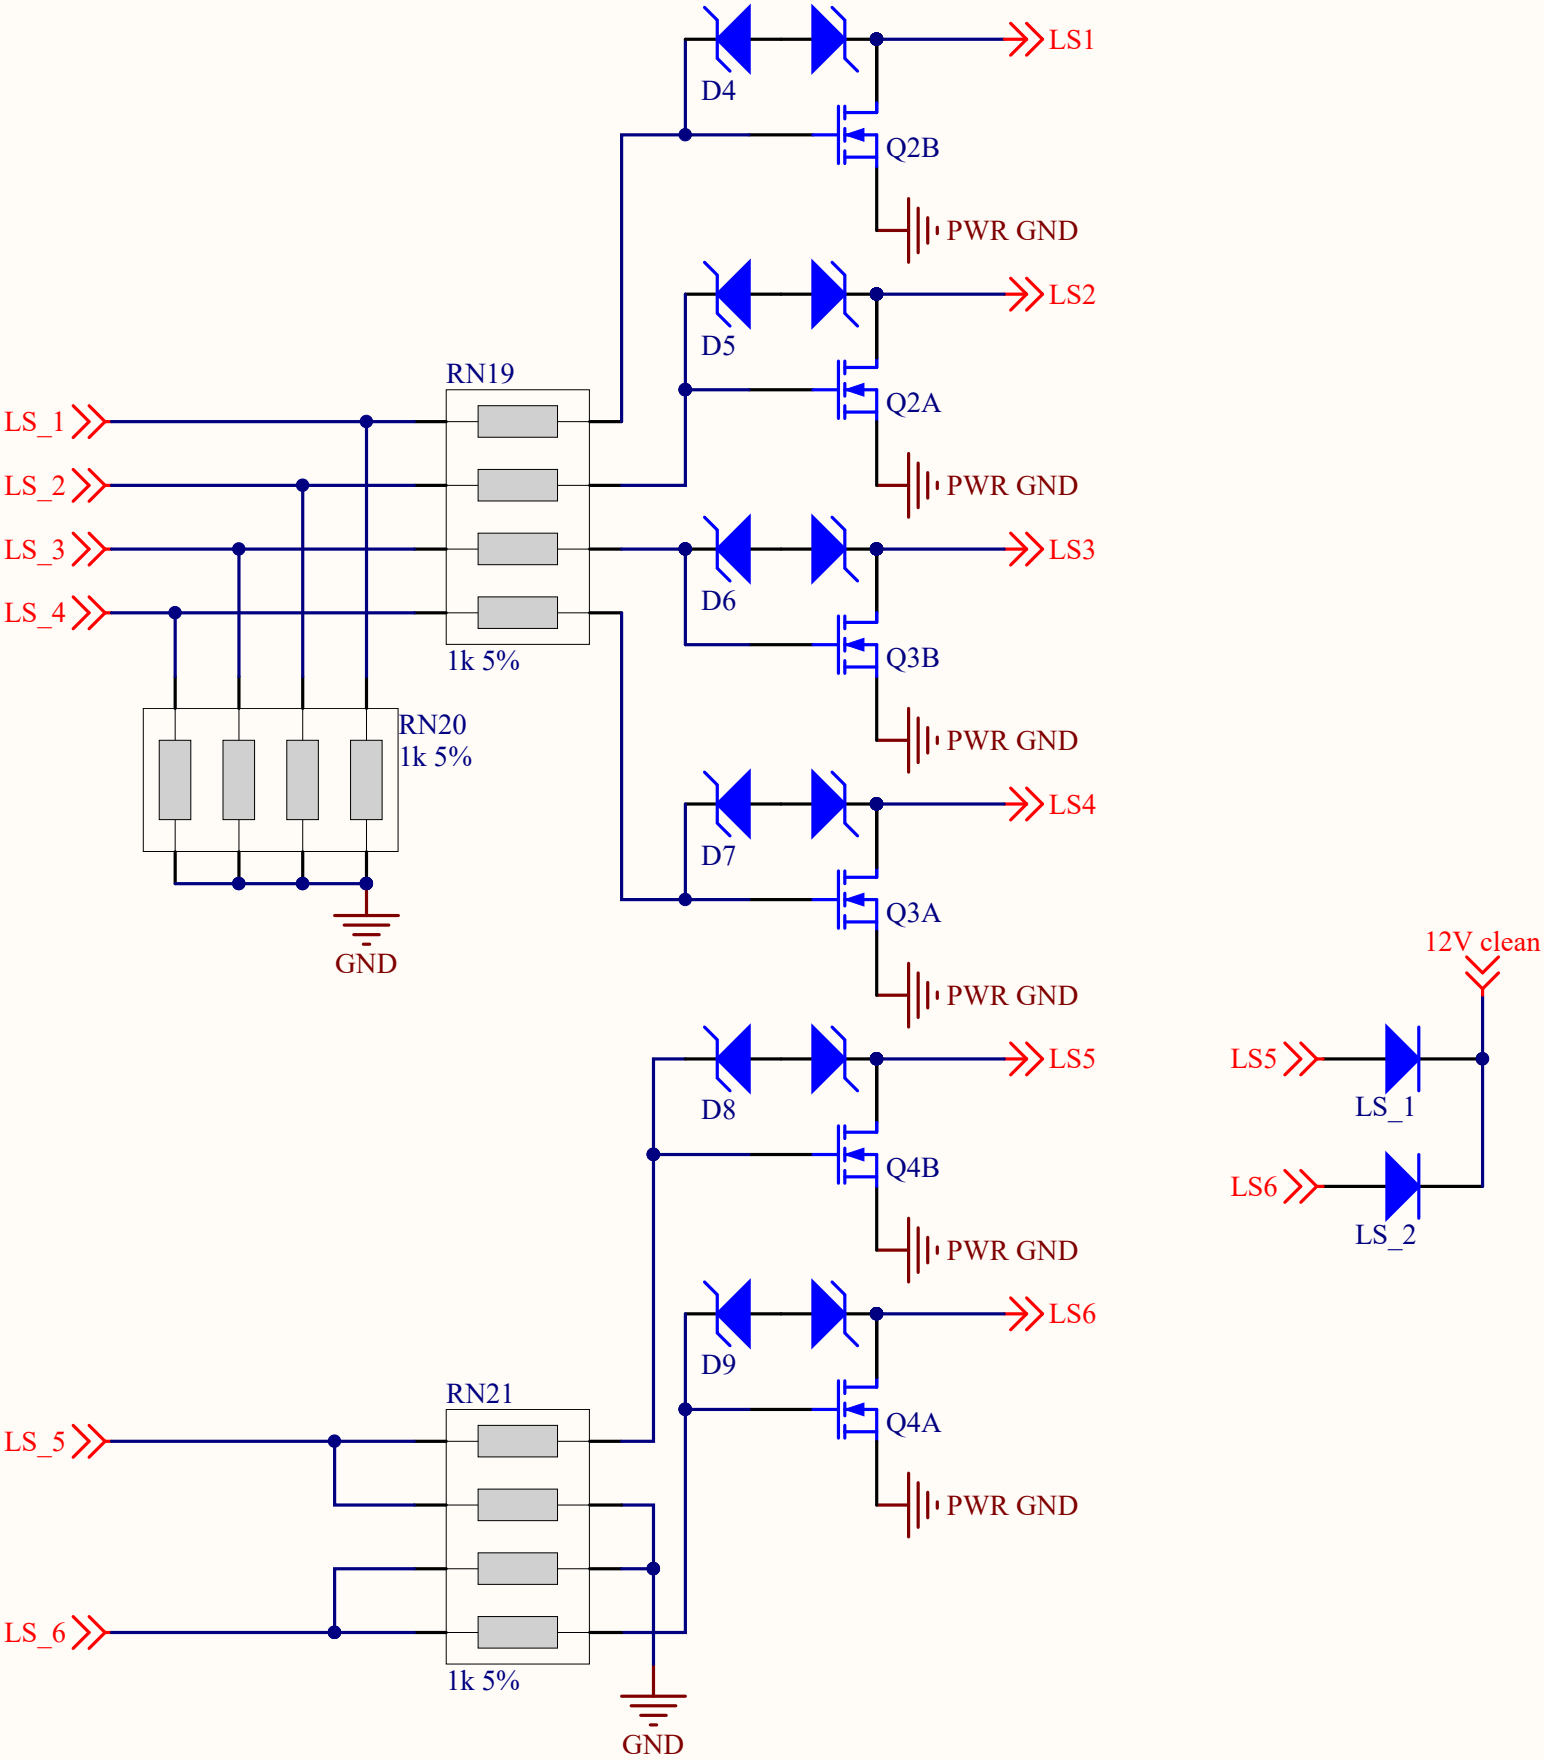 LS1
D4
Q2B
PWR GND
LS2
D5
RN19
Q2A
LS_1
LS_2
PWR GND
LS_3
LS3
D6
LS_4
1k 5%
Q3B
RN20
1k 5%
PWR GND
LS4
D7
Q3A
GND
12V clean
PWR GND
LS5
LS5
D8
LS_1
Q4B
LS6
LS_2
PWR GND
LS6
D9
RN21
Q4A
LS_5
PWR GND
LS_6
1k 5%
GND